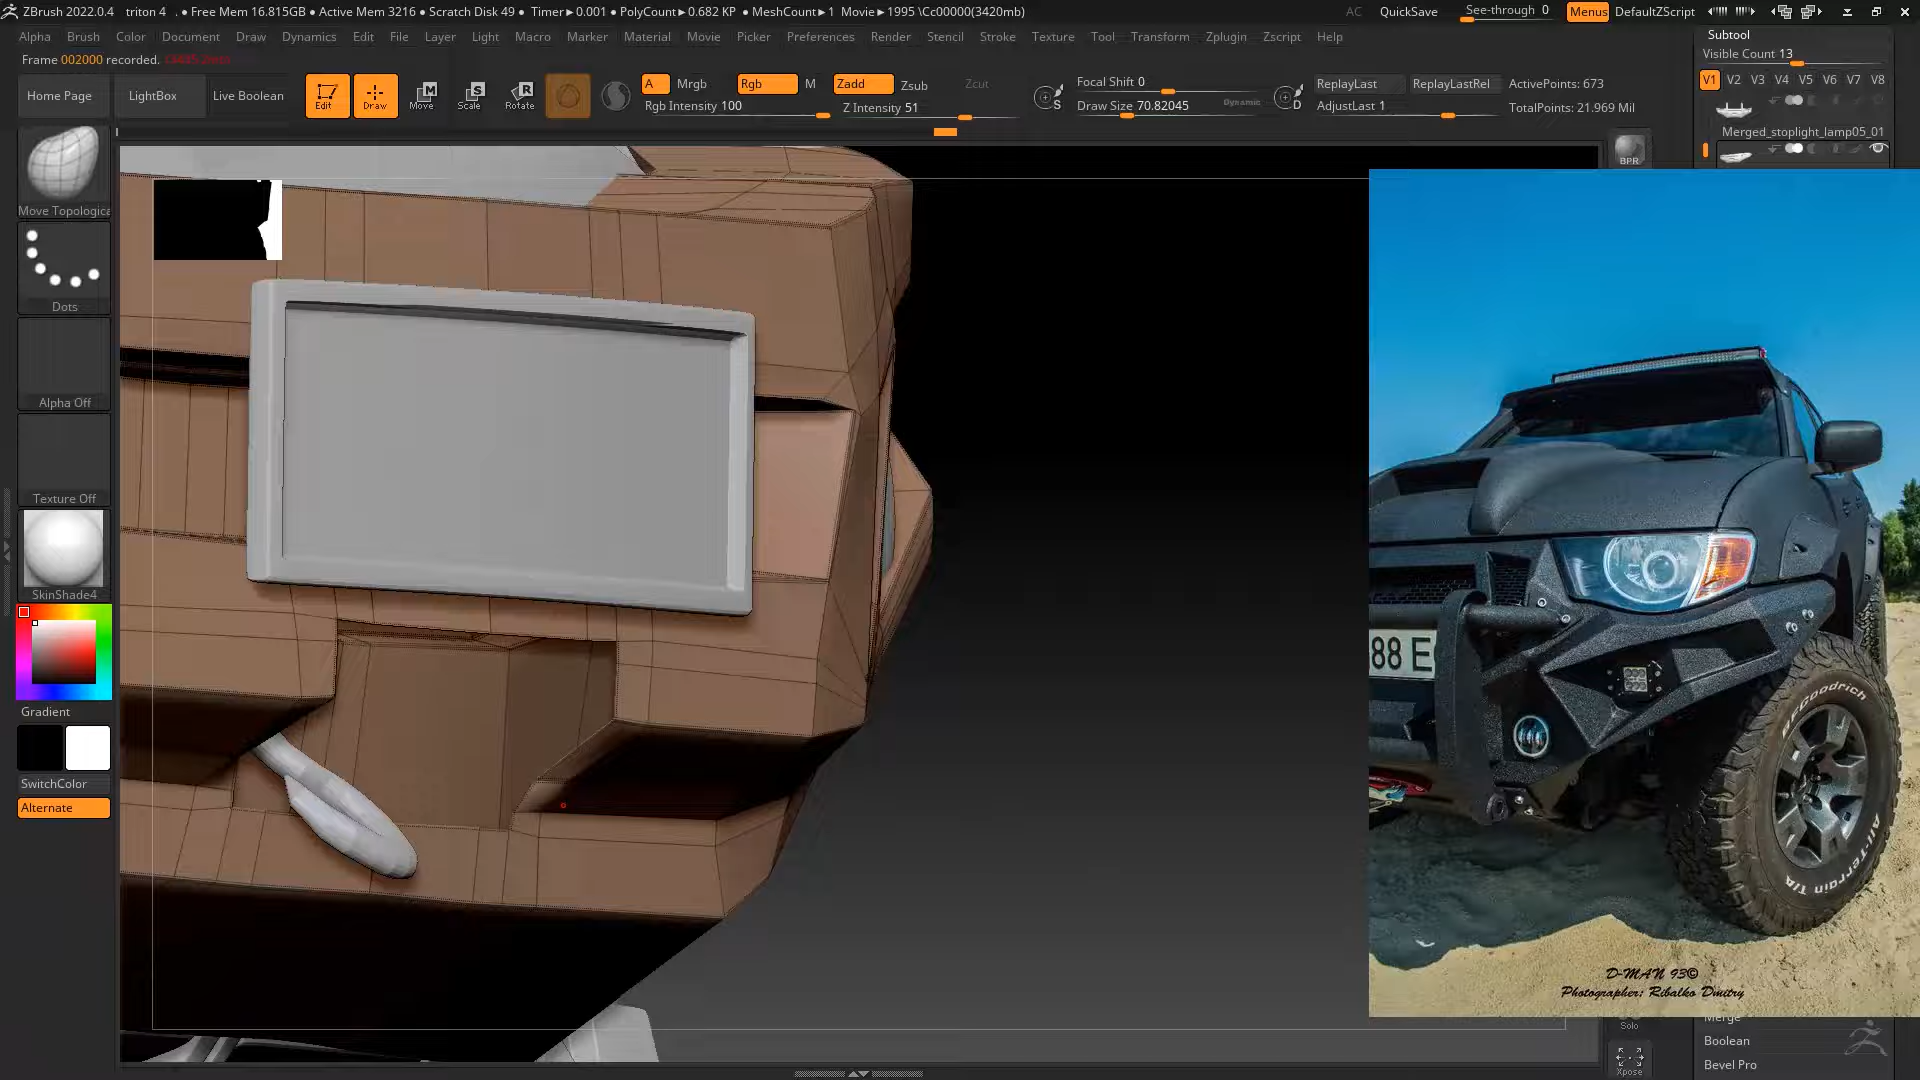 ZBrush 2022.0.4 triton 4 . ● Free Mem 16.815GB ● Active Mem 3216 ● Scratch Disk 49 ● Timer►0.001 ● PolyCount►0.682 KP ● MeshCount►1 Movie►1995 \Cc00000(3420mb) AC QuickSave See-through 0 Menus DefaultZScript
Alpha Brush Color Document Draw Dynamics Edit File Layer Light Macro Marker Material Movie Picker Preferences Render Stencil Stroke Texture Tool Transform Zplugin Zscript Help
Subtool
Frame 002000 recorded.
Visible Count 13
V1 V2 V3 V4 V5 V6 V7 V8
Home Page LightBox Live Boolean Edit Draw Move Scale Rotate
A Mrgb Rgb M Zadd Zsub Zcut
Rgb Intensity 100 Z Intensity 51
Focal Shift 0
Draw Size 70.82045 Dynamic
S D
ReplayLast ReplayLastRel ActivePoints: 673
AdjustLast 1 TotalPoints: 21.969 Mil
Merged_stoplight_lamp05_01
BPR
Move Topologica
Dots
Alpha Off
Texture Off
SkinShade4
Gradient
SwitchColor
Alternate
88 E
BFGoodrich
All-Terrain T/A
D-MAN 93©
Photographer: Ribalko Dmitry
Merge
Solo
Boolean
Bevel Pro
Xpose